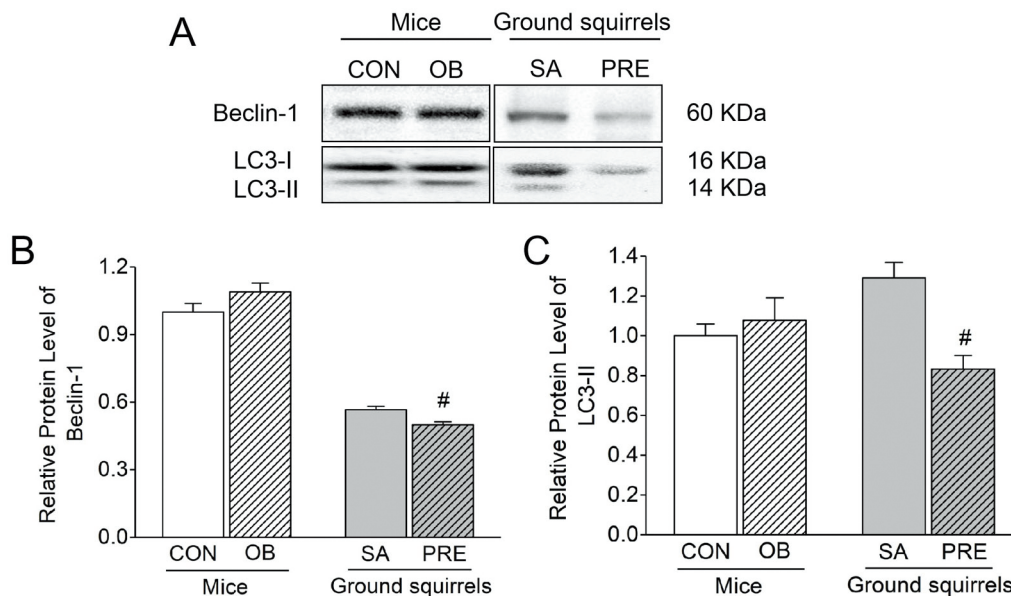 A
Mice
Ground squirrels
CON OB SA PRE
Beclin-1 60 KDa
LC3-I 16 KDa
LC3-II 14 KDa
B
Relative Protein Level of
Beclin-1
1.2
0.9
0.6
0.3
0.0
#
CON OB SA PRE
Mice Ground squirrels
C
Relative Protein Level of
LC3-II
1.4
1.2
1.0
0.8
0.6
0.4
0.2
0.0
#
CON OB SA PRE
Mice Ground squirrels